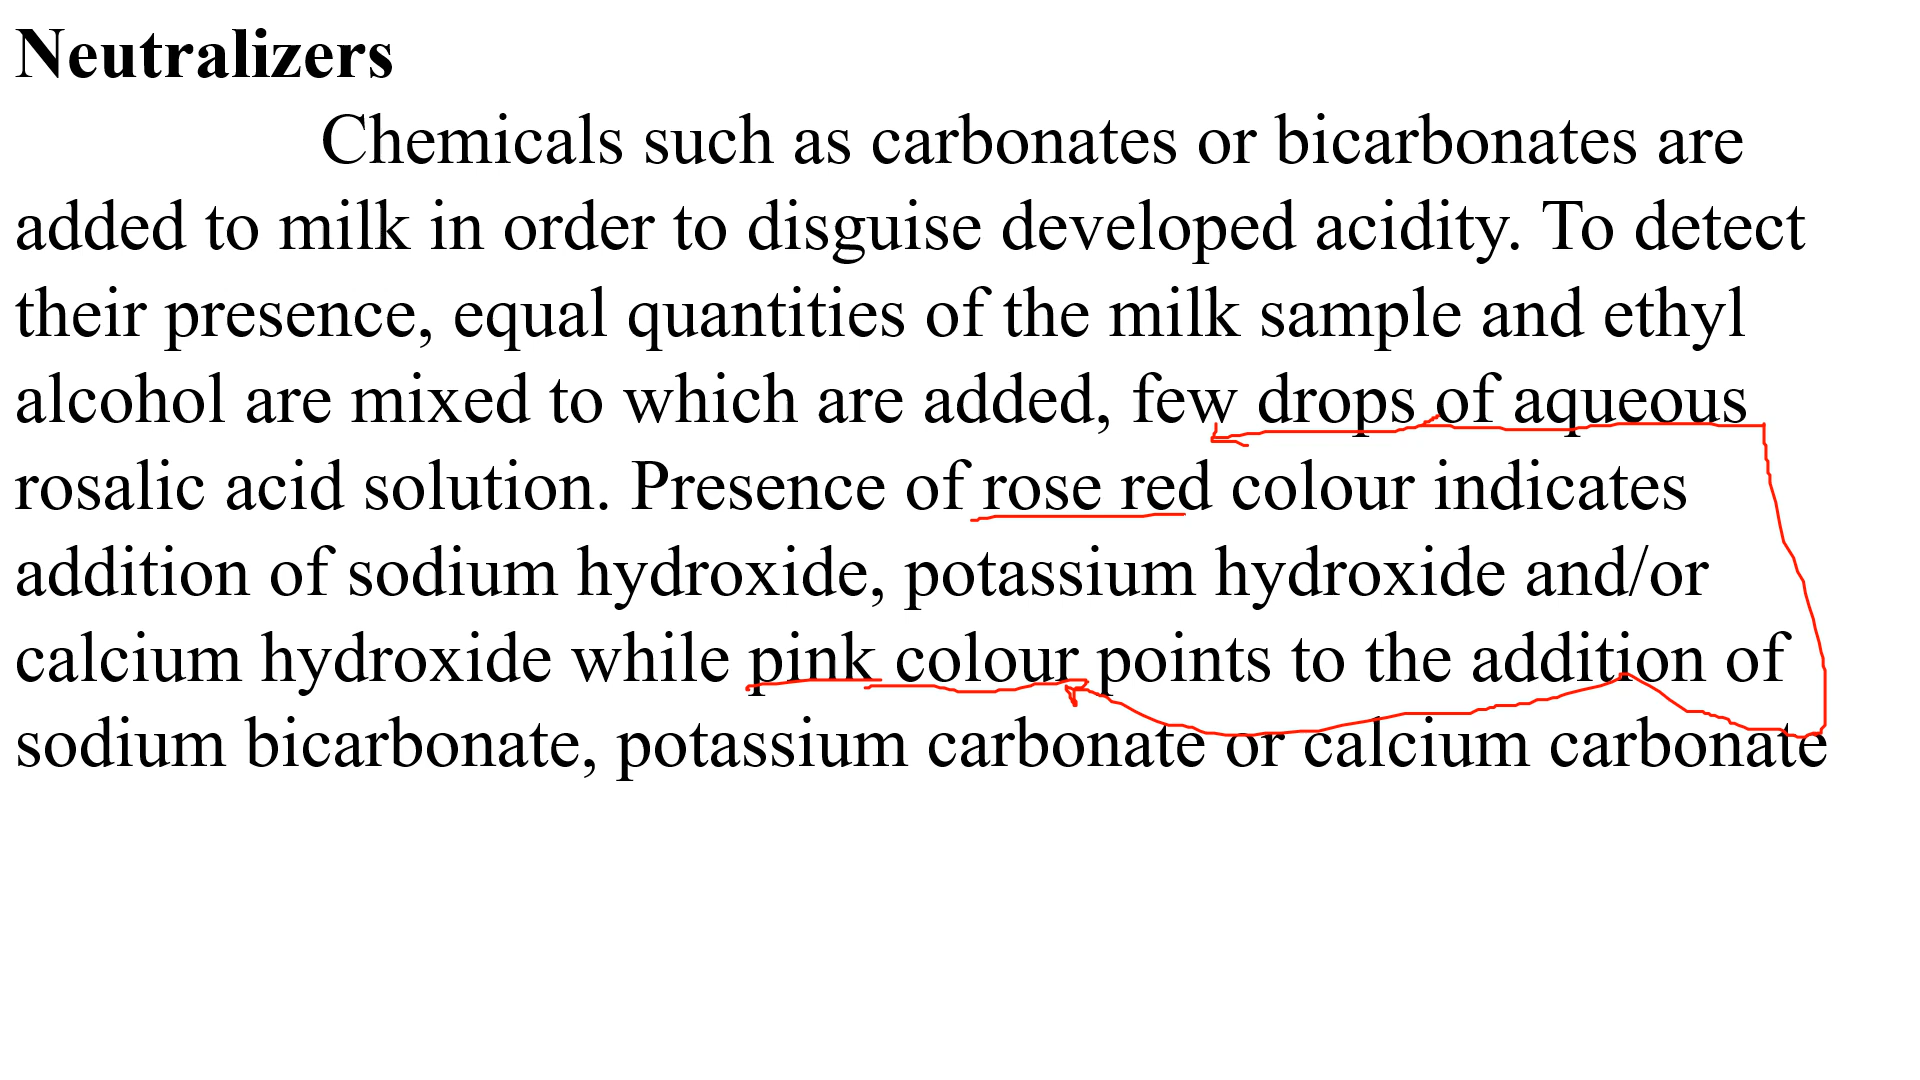 Neutralizers
Chemicals such as carbonates or bicarbonates are
added to milk in order to disguise developed acidity. To detect
their presence, equal quantities of the milk sample and ethyl
alcohol are mixed to which are added, few drops of aqueous
rosalic acid solution. Presence of rose red colour indicates
addition of sodium hydroxide, potassium hydroxide and/or
calcium hydroxide while pink colour points to the addition of
sodium bicarbonate, potassium carbonate or calcium carbonate